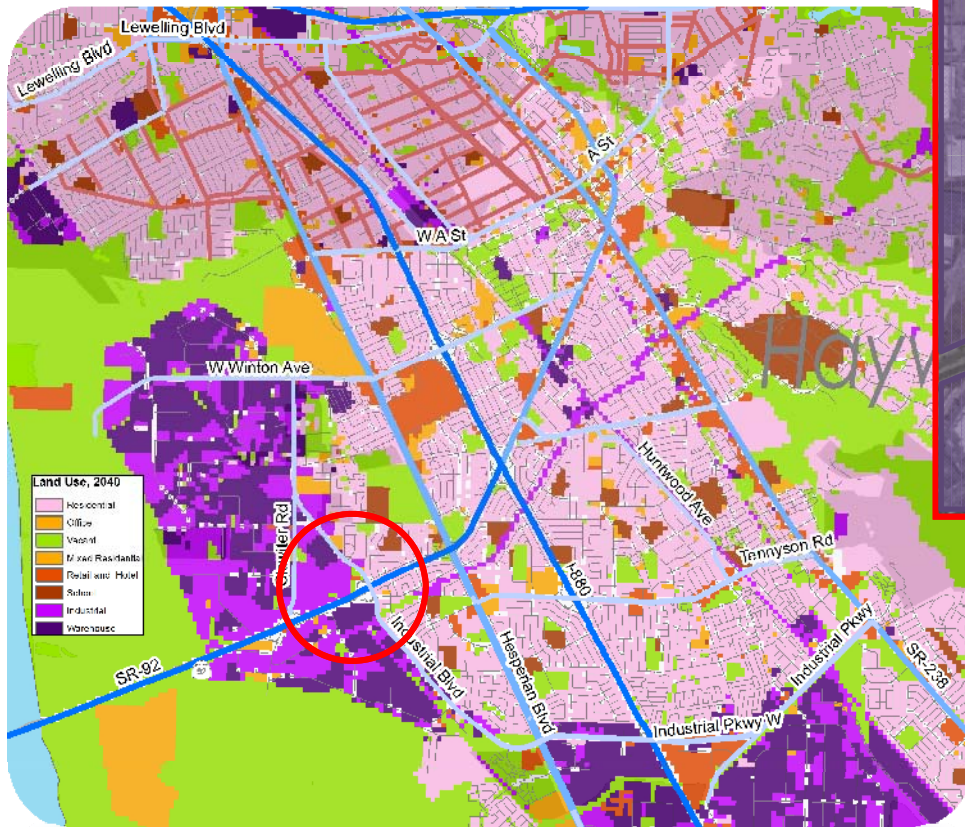 Lewelling Blvd
Lewelling Blvd
A St
W A St
Hayw
W Winton Ave
Huntwood Ave
Land Use, 2040
Residential
Office
Vacant
Mixed Residential
Retail and Hotel
School
Industrial
Warehouse
Tennyson Rd
I-880
Industrial Pkwy
SR-238
Industrial Blvd
Hesperian Blvd
SR-92
Industrial Pkwy W